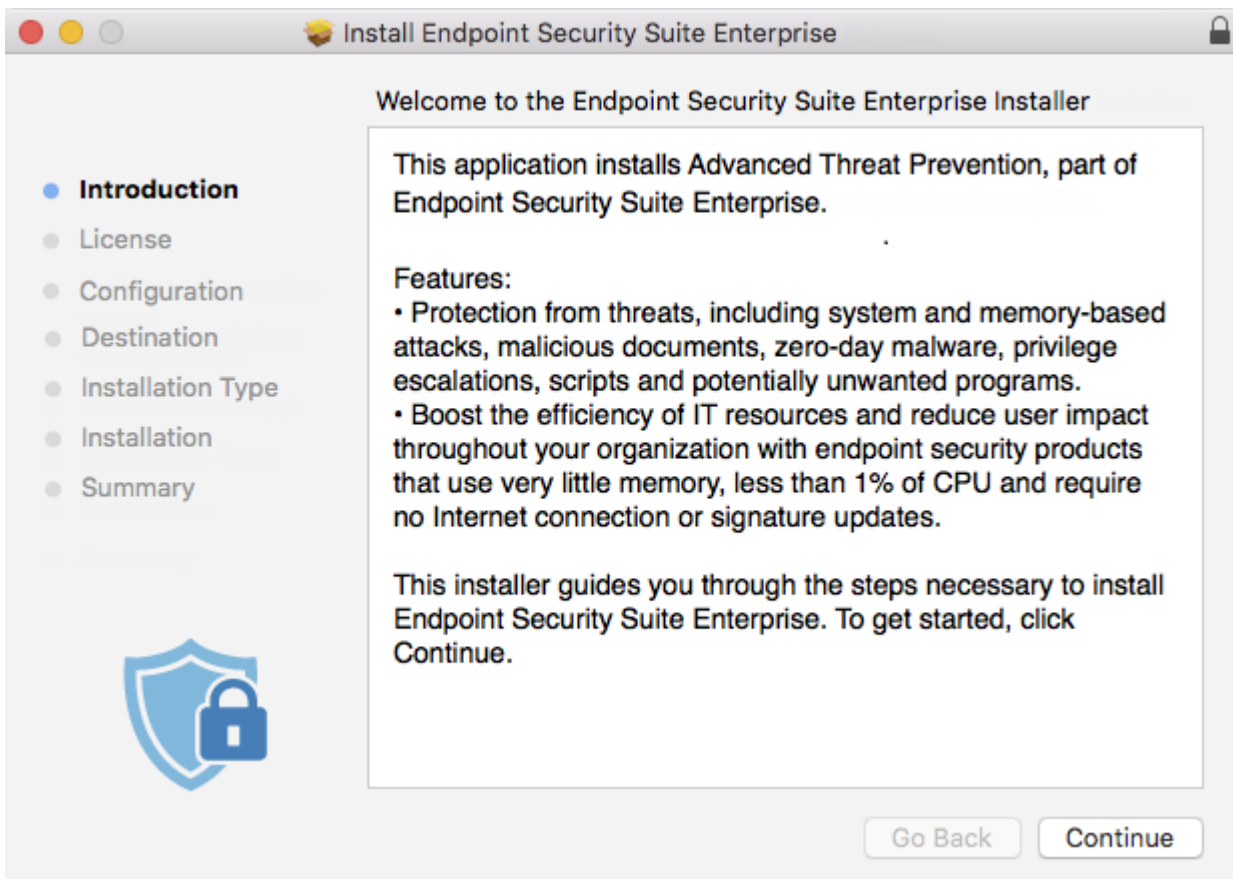 Install Endpoint Security Suite Enterprise
Welcome to the Endpoint Security Suite Enterprise Installer
Introduction
License
Configuration
Destination
Installation Type
Installation
Summary
This application installs Advanced Threat Prevention, part of
Endpoint Security Suite Enterprise.
.
Features:
• Protection from threats, including system and memory-based
attacks, malicious documents, zero-day malware, privilege
escalations, scripts and potentially unwanted programs.
• Boost the efficiency of IT resources and reduce user impact
throughout your organization with endpoint security products
that use very little memory, less than 1% of CPU and require
no Internet connection or signature updates.
This installer guides you through the steps necessary to install
Endpoint Security Suite Enterprise. To get started, click
Continue.
Go Back
Continue